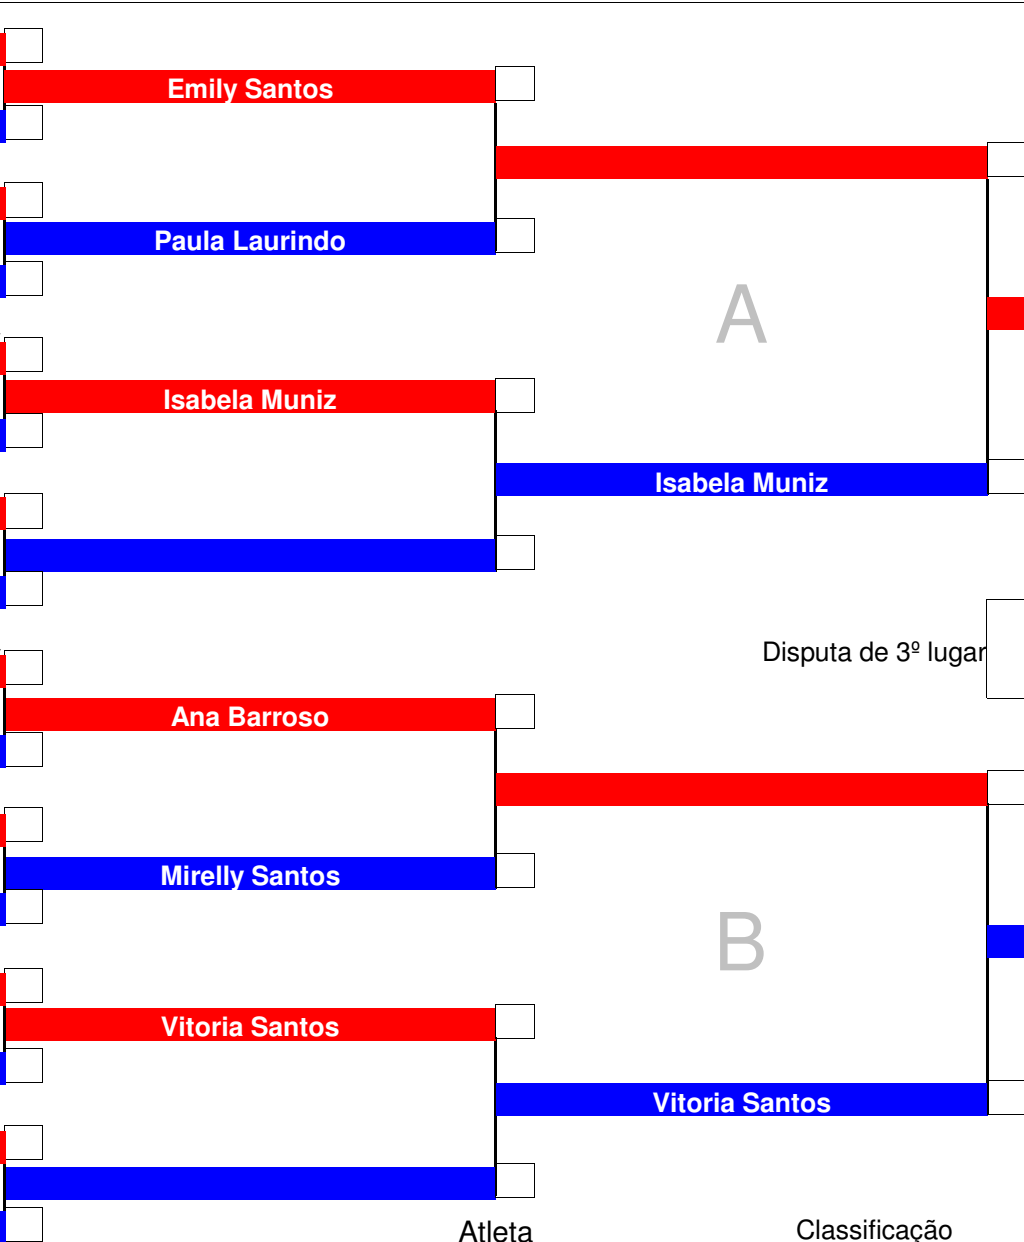 Emily Santos
Paula Laurindo
A
Isabela Muniz
Isabela Muniz
Disputa de 3º lugar
Ana Barroso
Mirelly Santos
B
Vitoria Santos
Vitoria Santos
Atleta
Classificação